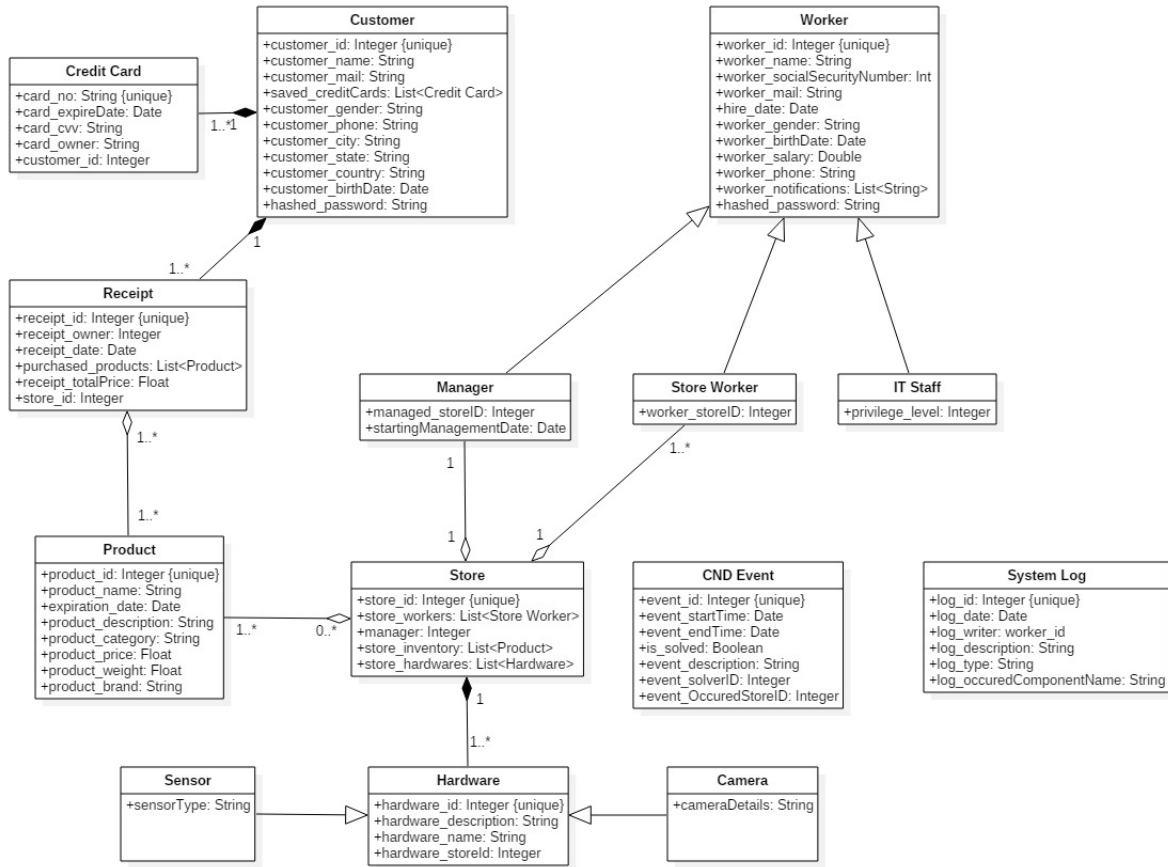 Customer
+customer_id: Integer {unique}
+customer_name: String
+customer_mail: String
+saved_creditCards: List<Credit Card>
+customer_gender: String
+customer_phone: String
+customer_city: String
+customer_state: String
+customer_country: String
+customer_birthDate: Date
+hashed_password: String
Worker
+worker_id: Integer {unique}
+worker_name: String
+worker_socialSecurityNumber: Int
+worker_mail: String
+hire_date: Date
+worker_gender: String
+worker_birthDate: Date
+worker_salary: Double
+worker_phone: String
+worker_notifications: List<String>
+hashed_password: String
Credit Card
+card_no: String {unique}
+card_expireDate: Date
+card_cvv: String
+card_owner: String
+customer_id: Integer
1..*
1
1
1..*
Receipt
+receipt_id: Integer {unique}
+receipt_owner: Integer
+receipt_date: Date
+purchased_products: List<Product>
+receipt_totalPrice: Float
+store_id: Integer
Manager
+managed_storeID: Integer
+startingManagementDate: Date
Store Worker
+worker_storeID: Integer
IT Staff
+privilege_level: Integer
1..*
1..*
1
1
1..*
1
Product
+product_id: Integer {unique}
+product_name: String
+expiration_date: Date
+product_description: String
+product_category: String
+product_price: Float
+product_weight: Float
+product_brand: String
1..*
0..*
Store
+store_id: Integer {unique}
+store_workers: List<Store Worker>
+manager: Integer
+store_inventory: List<Product>
+store_hardwares: List<Hardware>
CND Event
+event_id: Integer {unique}
+event_startTime: Date
+event_endTime: Date
+is_solved: Boolean
+event_description: String
+event_solverID: Integer
+event_OccuredStoreID: Integer
System Log
+log_id: Integer {unique}
+log_date: Date
+log_writer: worker_id
+log_description: String
+log_type: String
+log_occuredComponentName: String
1
1..*
Sensor
+sensorType: String
Hardware
+hardware_id: Integer {unique}
+hardware_description: String
+hardware_name: String
+hardware_storeId: Integer
Camera
+cameraDetails: String